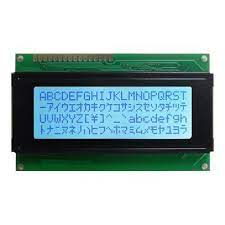 ABCDEFGHIJKLMNOPQRST
ーアイウエオカキクケコサシスセソタチツテ
UVWXYZ[¥]^_`abcdefgh
トナニヌネノハヒフヘホマミムメモヤユヨラ